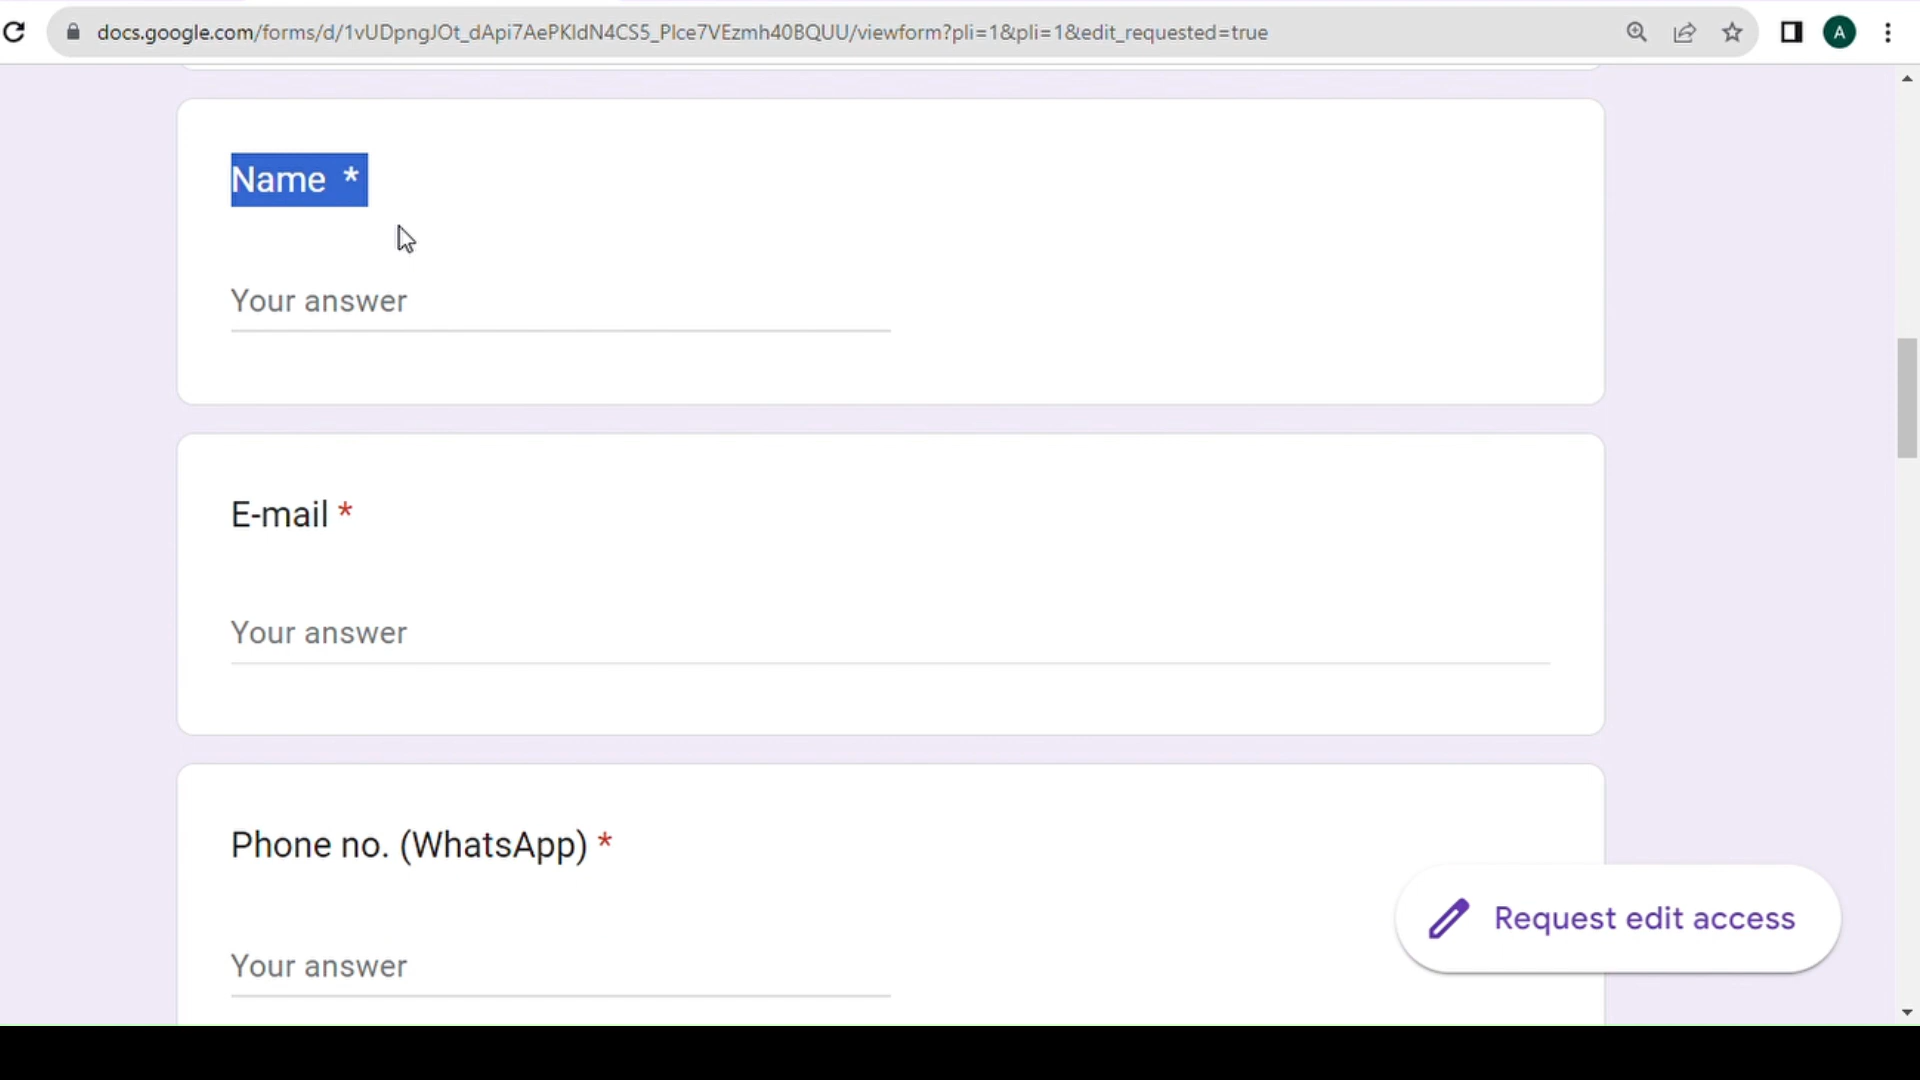 docs.google.com/forms/d/1vUDpngJOt_dApi7AePKIdN4CS5_PIce7VEzmh40BQUU/viewform?pli=1&pli=1&edit_requested=true
A
Name *
Your answer
E-mail *
Your answer
Phone no. (WhatsApp) *
Your answer
Request edit access